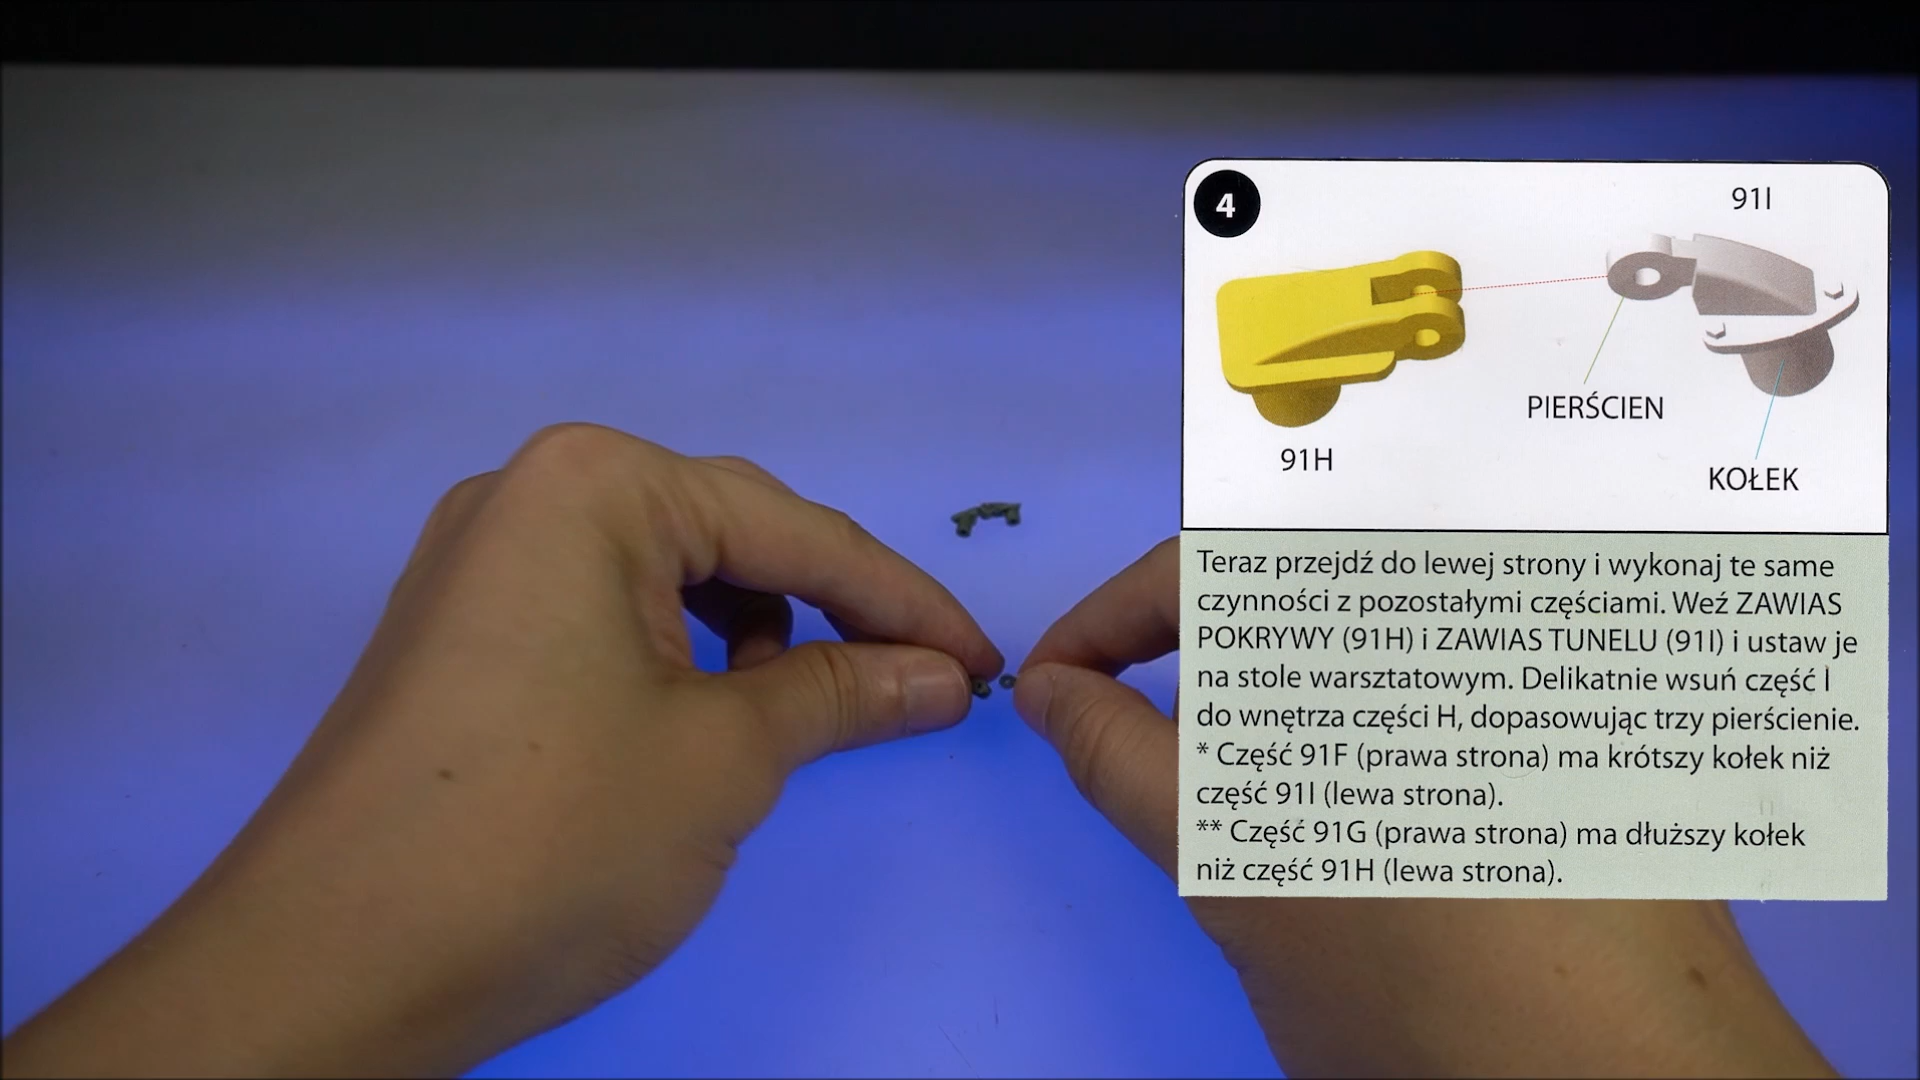 4
91I
PIERŚCIEN
91H
KOŁEK
Teraz przejdź do lewej strony i wykonaj te same
czynności z pozostałymi częściami. Weź ZAWIAS
POKRYWY (91H) i ZAWIAS TUNELU (91I) i ustaw je
na stole warsztatowym. Delikatnie wsuń część I
do wnętrza części H, dopasowując trzy pierścienie.
* Część 91F (prawa strona) ma krótszy kołek niż
część 91I (lewa strona).
** Część 91G (prawa strona) ma dłuższy kołek
niż część 91H (lewa strona).